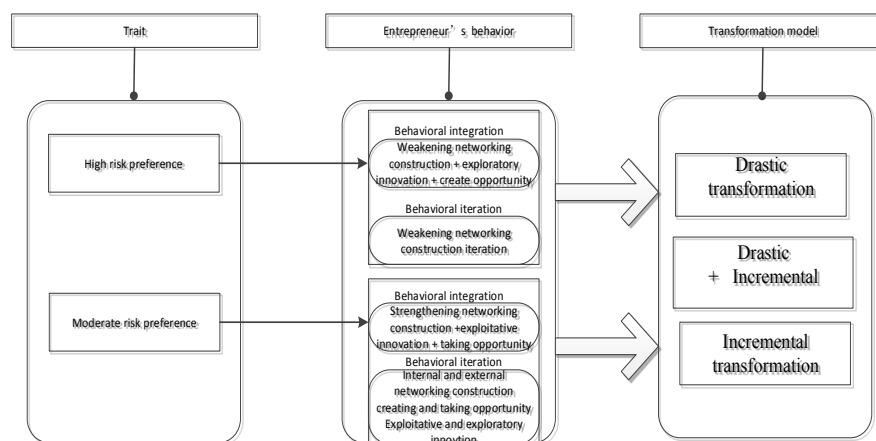 Trait
Entrepreneur's behavior
Transformation model
High risk preference
Behavioral integration
Weakening networking
construction + exploratory
innovation + create opportunity
Behavioral iteration
Weakening networking
construction iteration
Moderate risk preference
Behavioral integration
Strengthening networking
construction +exploitative
innovation + taking opportunity
Behavioral iteration
Internal and external
networking construction
creating and taking opportunity
Exploitative and exploratory
innovtion
Drastic
transformation
Drastic
+ Incremental
Incremental
transformation